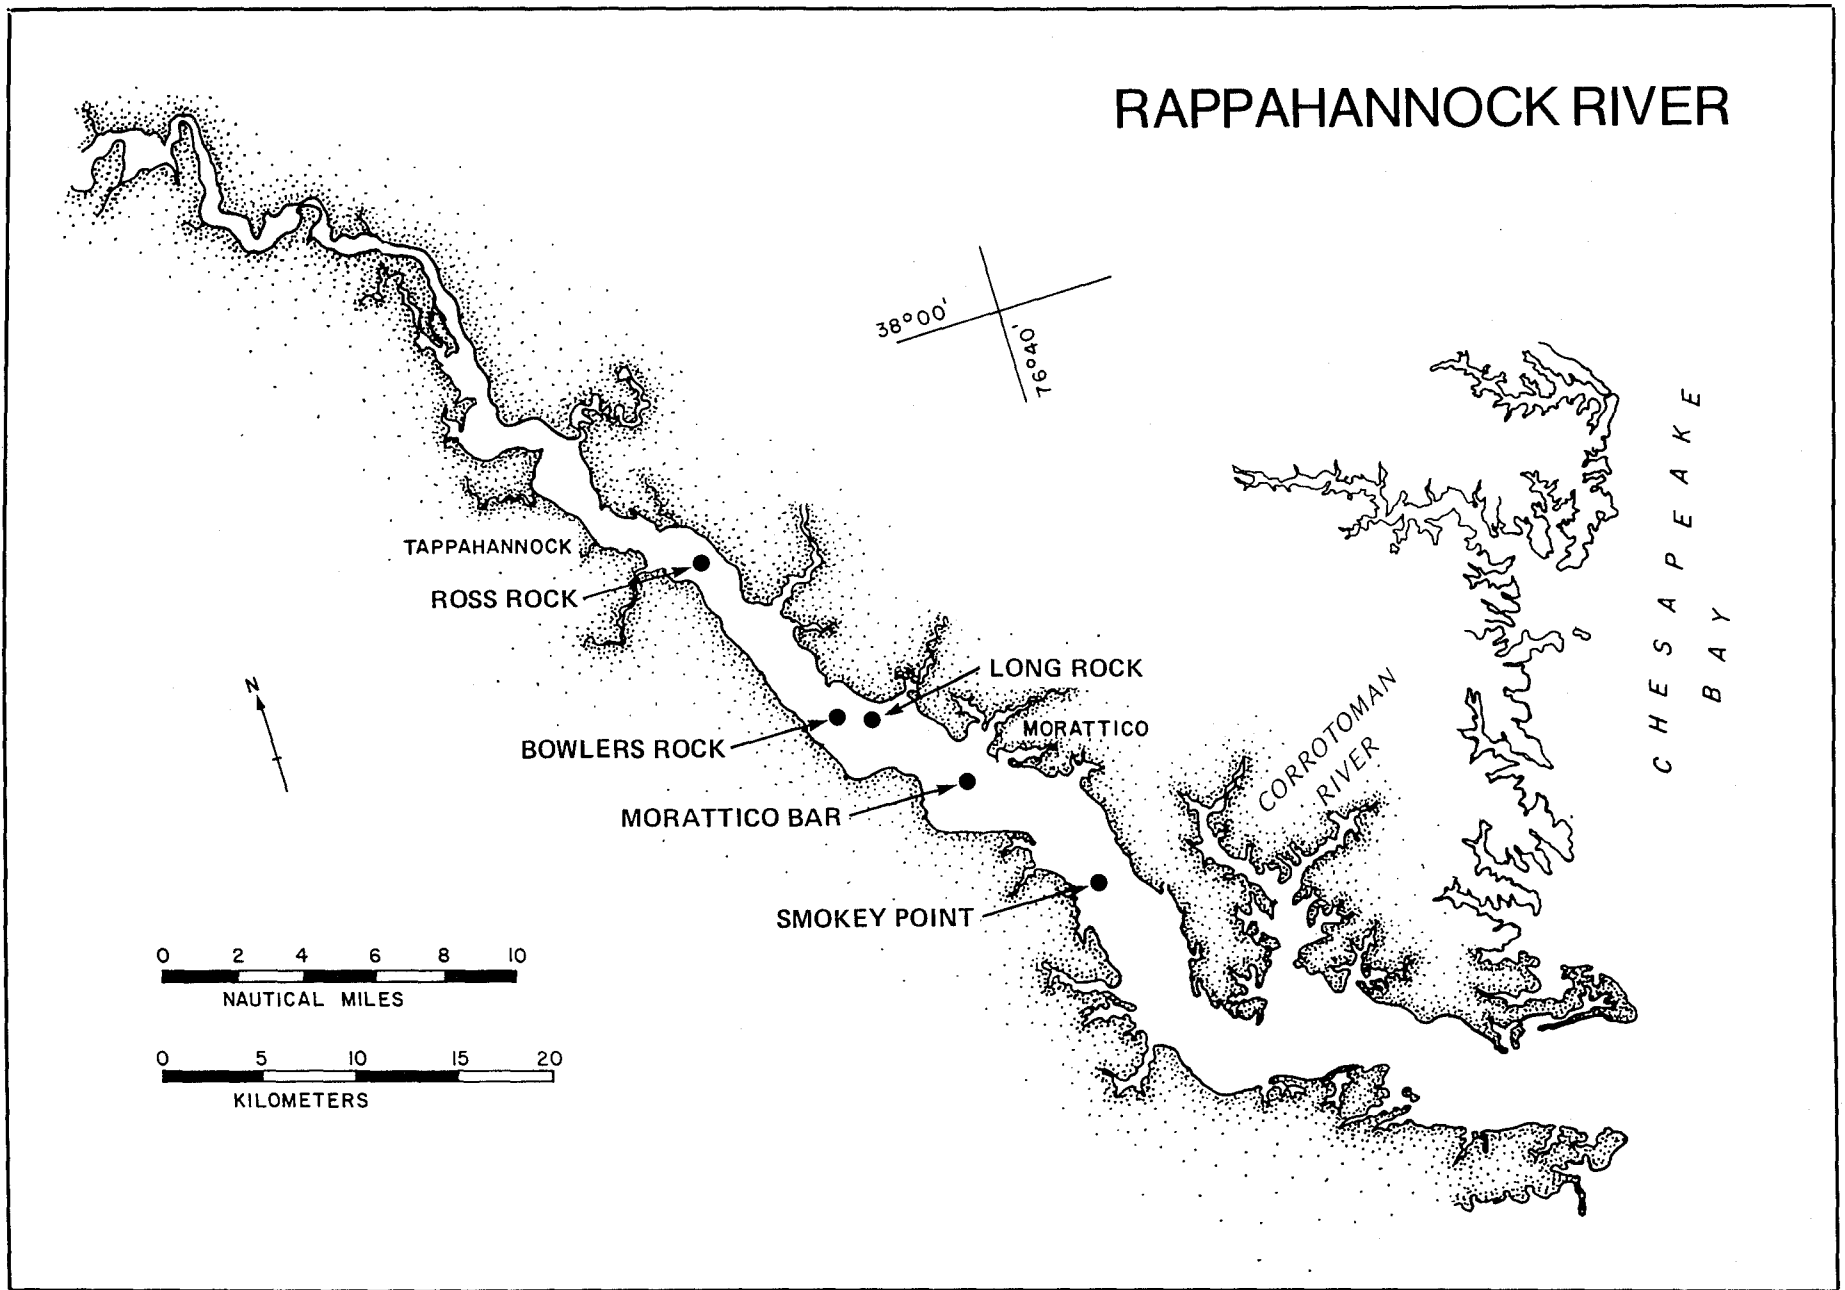 RAPPAHANNOCK RIVER
38°00'
76°40'
CHESAPEAKE
BAY
TAPPAHANNOCK
ROSS ROCK
LONG ROCK
N
MORATTICO
CORROTOMAN
RIVER
BOWLERS ROCK
MORATTICO BAR
SMOKEY POINT
0 2 4 6 8 10
NAUTICAL MILES
0 5 10 15 20
KILOMETERS